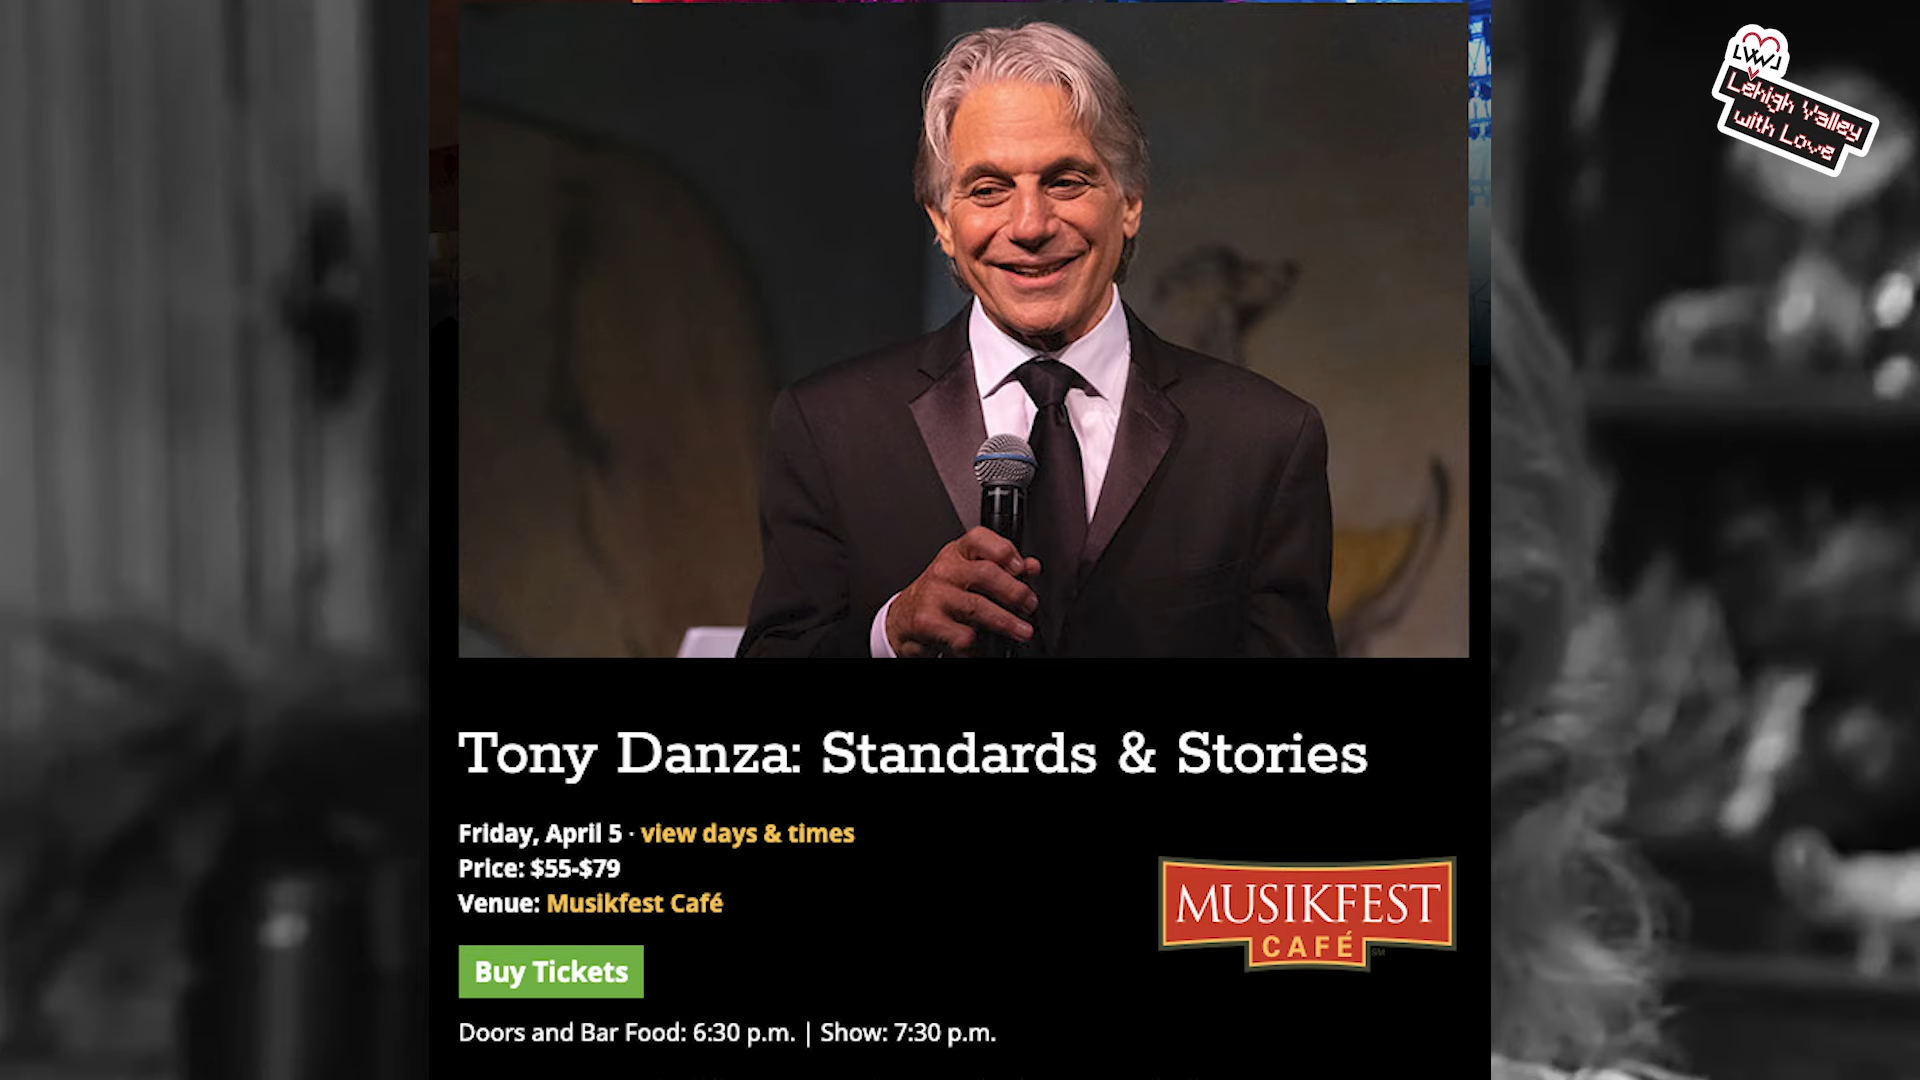 LVWL
Lehigh Valley
with Love
Tony Danza: Standards & Stories
Friday, April 5 · view days & times
Price: $55-$79
Venue: Musikfest Café
MUSIKFEST
CAFÉ
SM
Buy Tickets
Doors and Bar Food: 6:30 p.m. | Show: 7:30 p.m.